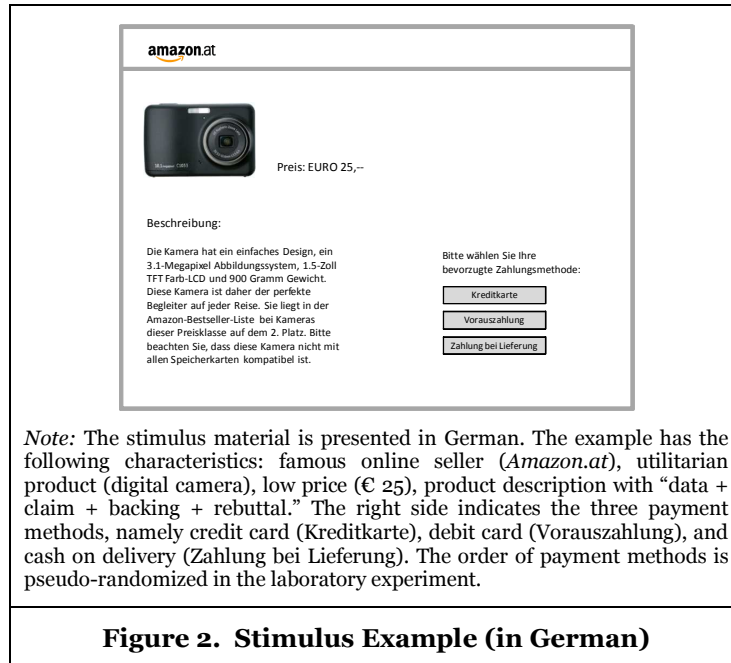 amazon.at
Preis: EURO 25,--
Beschreibung:
Die Kamera hat ein einfaches Design, ein
3.1-Megapixel Abbildungssystem, 1.5-Zoll
TFT Farb-LCD und 900 Gramm Gewicht.
Diese Kamera ist daher der perfekte
Begleiter auf jeder Reise. Sie liegt in der
Amazon-Bestseller-Liste bei Kameras
dieser Preisklasse auf dem 2. Platz. Bitte
beachten Sie, dass diese Kamera nicht mit
allen Speicherkarten kompatibel ist.
Bitte wählen Sie Ihre
bevorzugte Zahlungsmethode:
Kreditkarte
Vorauszahlung
Zahlung bei Lieferung
Note: The stimulus material is presented in German. The example has the
following characteristics: famous online seller (Amazon.at), utilitarian
product (digital camera), low price (€ 25), product description with “data +
claim + backing + rebuttal.” The right side indicates the three payment
methods, namely credit card (Kreditkarte), debit card (Vorauszahlung), and
cash on delivery (Zahlung bei Lieferung). The order of payment methods is
pseudo-randomized in the laboratory experiment.
Figure 2. Stimulus Example (in German)